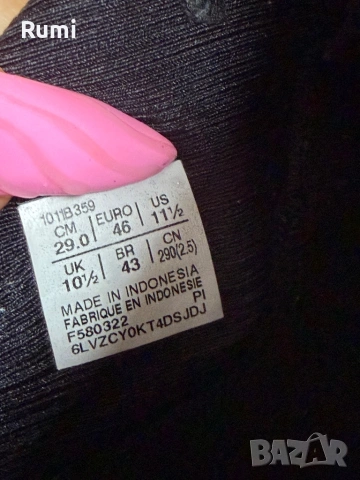 Rumi
1011B359
CM EURO US
29.0 46 11½
UK BR CN
10½ 43 290(2.5)
MADE IN INDONESIA
FABRIQUE EN INDONESIE
F580322 PI
6LVZCY0KT4DSJDJ
BAZAR